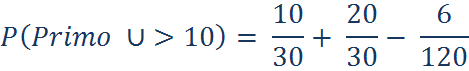 P(Primo ∪ > 10) = 10/30 + 20/30 − 6/120